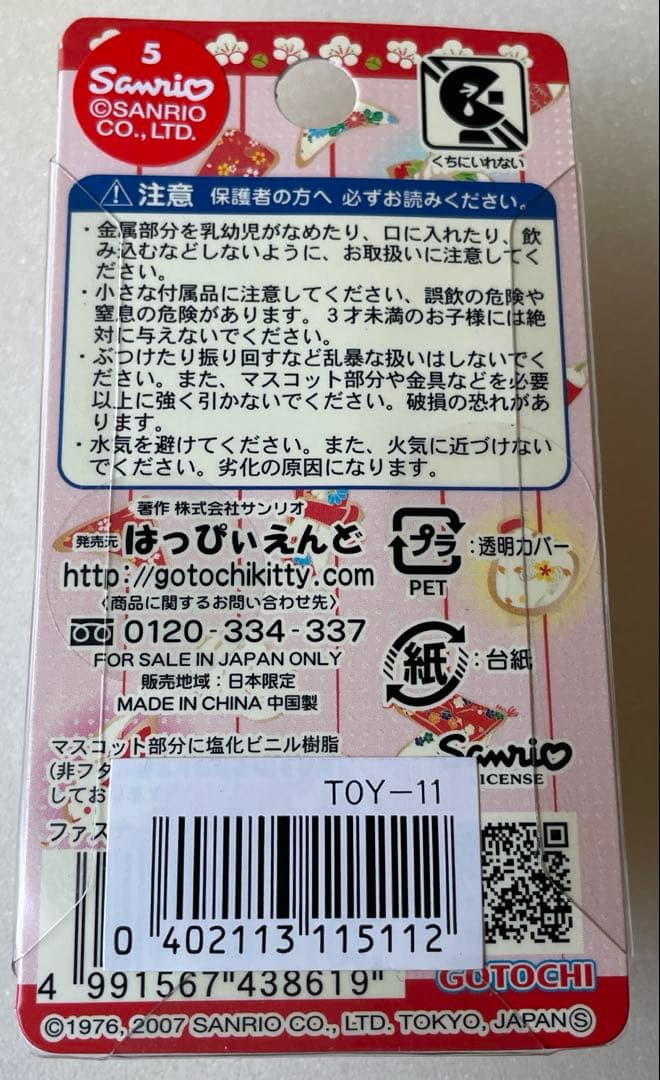 5
Sanrio
©SANRIO
CO., LTD.
くちにいれない
注意 保護者の方へ 必ずお読みください。
・金属部分を乳幼児がなめたり、口に入れたり、飲
み込むなどしないように、お取扱いに注意してく
ださい。
・小さな付属品に注意してください、誤飲の危険や
窒息の危険があります。3才未満のお子様には絶
対に与えないでください。
・ぶつけたり振り回すなど乱暴な扱いはしないでく
ださい。また、マスコット部分や金具などを必要
以上に強く引かないでください。破損の恐れがあ
ります。
・水気を避けてください。また、火気に近づけない
でください。劣化の原因になります。
著作 株式会社サンリオ
発売元 はっぴぃえんど
http://gotochikitty.com
〈商品に関するお問い合わせ先〉
0120-334-337
FOR SALE IN JAPAN ONLY
販売地域：日本限定
MADE IN CHINA 中国製
プラ：透明カバー
PET
紙：台紙
マスコット部分に塩化ビニル樹脂
(非フタ
してお
ファス
Sanrio
LICENSE
TOY-11
0 402113 115112
4 991567 438619
GOTOCHI
©1976, 2007 SANRIO CO., LTD. TOKYO, JAPAN Ⓢ